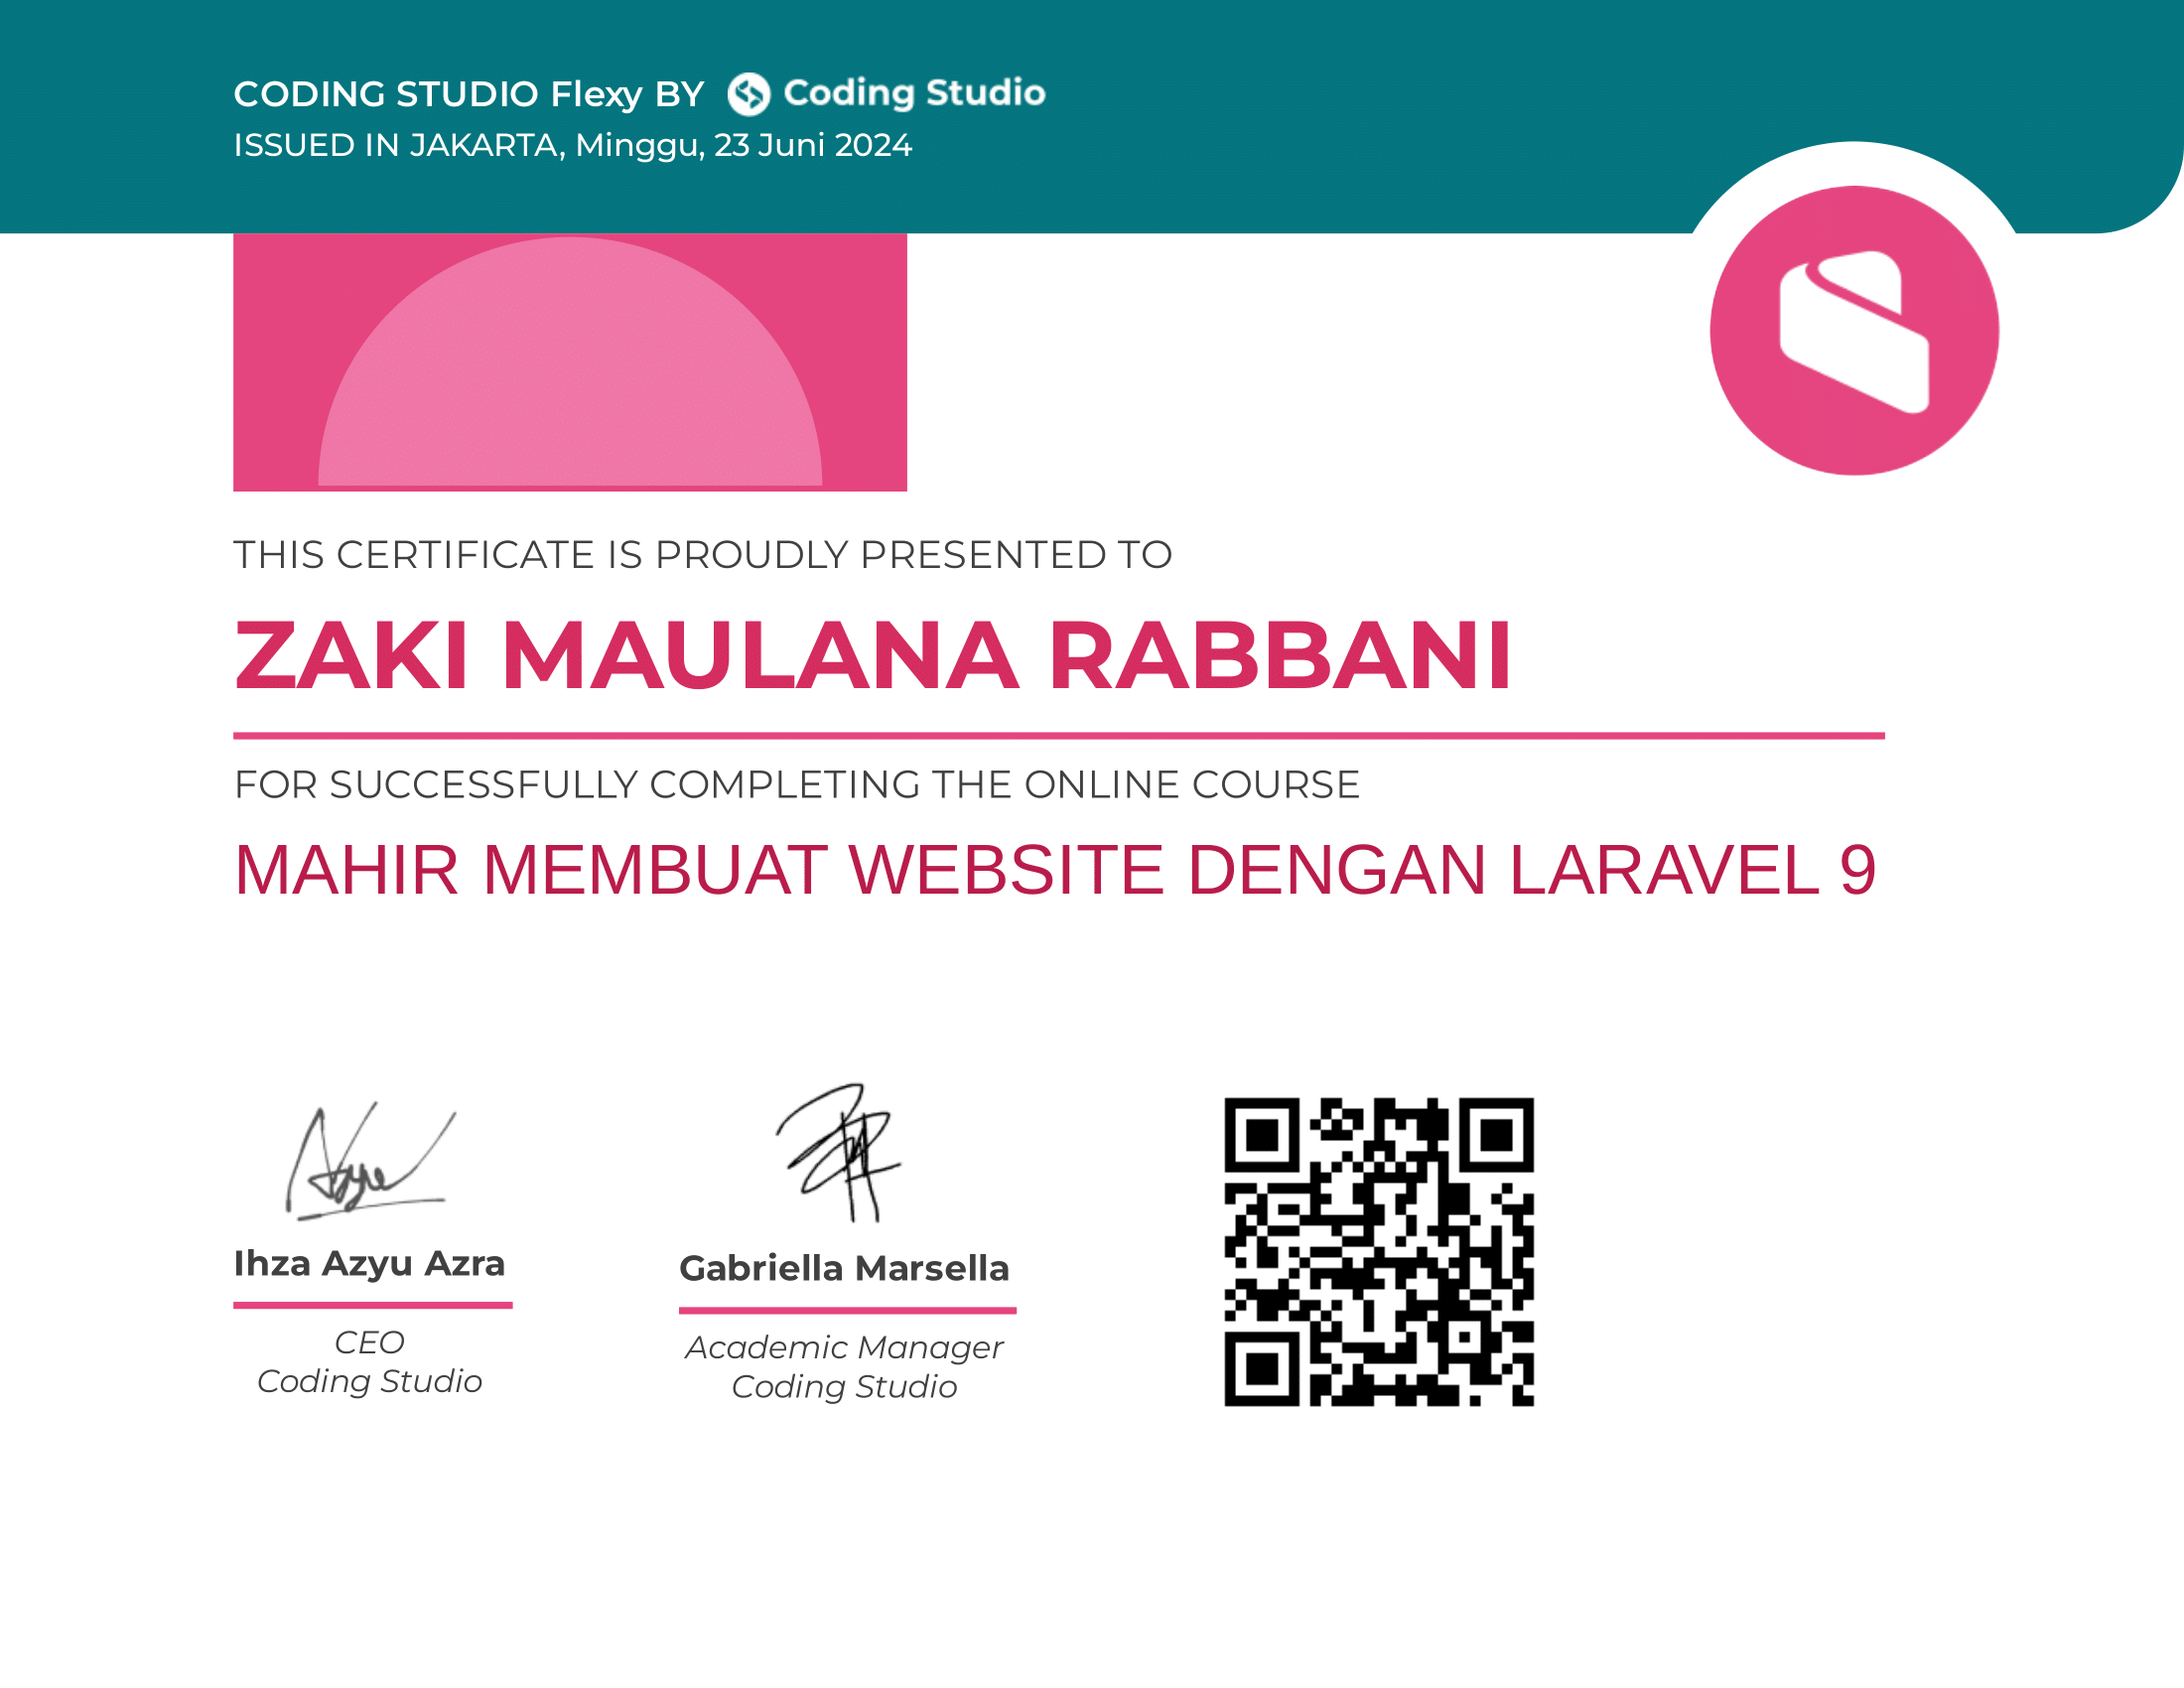 CODING STUDIO Flexy BY Coding Studio
ISSUED IN JAKARTA, Minggu, 23 Juni 2024
THIS CERTIFICATE IS PROUDLY PRESENTED TO
ZAKI MAULANA RABBANI
FOR SUCCESSFULLY COMPLETING THE ONLINE COURSE
MAHIR MEMBUAT WEBSITE DENGAN LARAVEL 9
Ihza Azyu Azra
CEO
Coding Studio
Gabriella Marsella
Academic Manager
Coding Studio